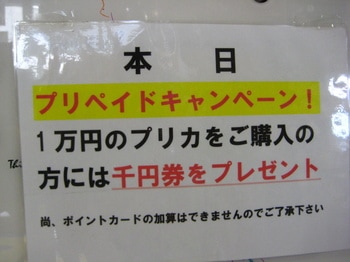 本日
プリペイドキャンペーン！
1万円のプリカをご購入の
方には千円券をプレゼント
尚、ポイントカードの加算はできませんのでご了承下さい